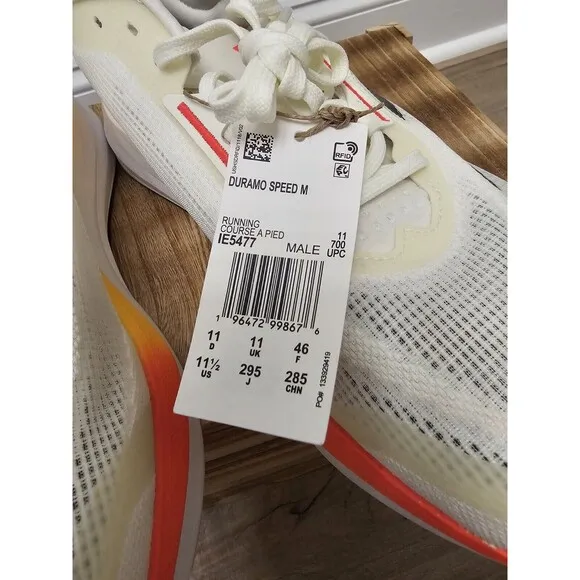 RFID
DURAMO SPEED M
RUNNING
COURSE A PIED
IE5477 MALE
11
700
UPC
1 96472 99867 6
11 D 11 UK 46 F
11½ US 295 J 285 CHN
PO# 133929419